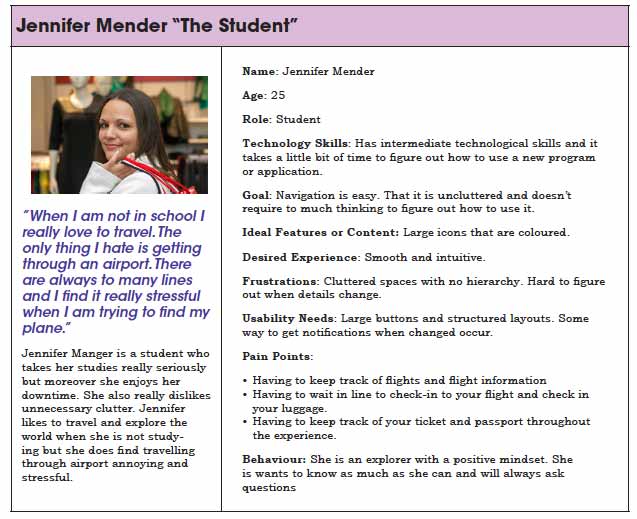 Jennifer Mender “The Student”
“When I am not in school I
really love to travel. The
only thing I hate is getting
through an airport. There
are always to many lines
and I find it really stressful
when I am trying to find my
plane.”
Jennifer Manger is a student who
takes her studies really seriously
but moreover she enjoys her
downtime. She also really dislikes
unnecessary clutter. Jennifer
likes to travel and explore the
world when she is not study-
ing but she does find travelling
through airport annoying and
stressful.
Name: Jennifer Mender
Age: 25
Role: Student
Technology Skills: Has intermediate technological skills and it
takes a little bit of time to figure out how to use a new program
or application.
Goal: Navigation is easy. That it is uncluttered and doesn’t
require to much thinking to figure out how to use it.
Ideal Features or Content: Large icons that are coloured.
Desired Experience: Smooth and intuitive.
Frustrations: Cluttered spaces with no hierarchy. Hard to figure
out when details change.
Usability Needs: Large buttons and structured layouts. Some
way to get notifications when changed occur.
Pain Points:
• Having to keep track of flights and flight information
• Having to wait in line to check-in to your flight and check in
your luggage.
• Having to keep track of your ticket and passport throughout
the experience.
Behaviour: She is an explorer with a positive mindset. She
is wants to know as much as she can and will always ask
questions